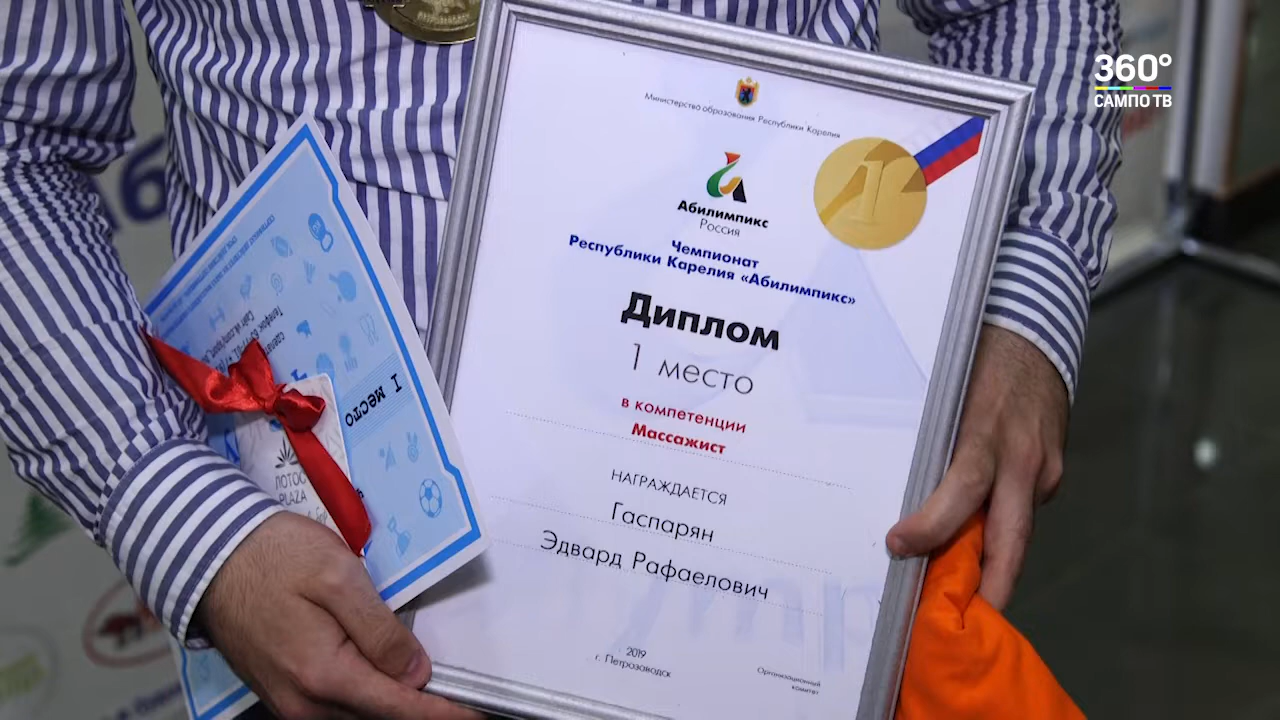 360°
САМПО ТВ
Министерство образования Республики Карелия
1
Абилимпикс
Россия
Чемпионат
Республики Карелия «Абилимпикс»
Диплом
1 место
в компетенции
Массажист
НАГРАЖДАЕТСЯ
Гаспарян
Эдвард Рафаелович
2019
г. Петрозаводск
Организационный
комитет
I место
ЛОТОС
PLAZA